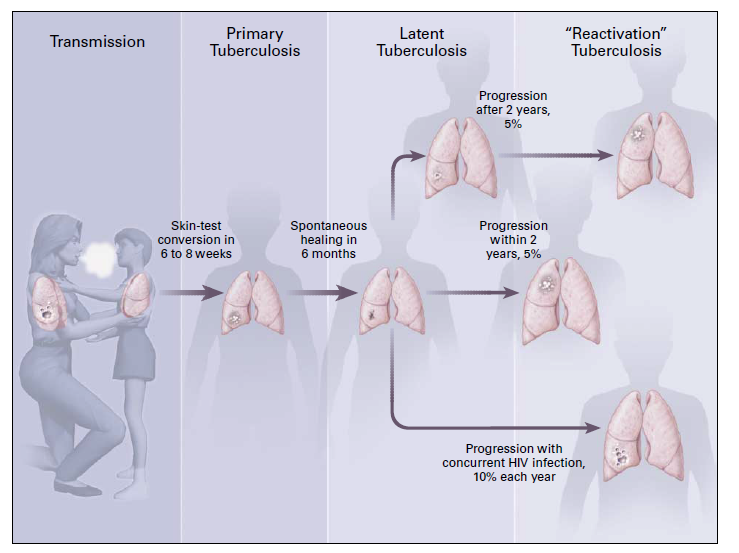 Transmission
Primary
Tuberculosis
Latent
Tuberculosis
“Reactivation”
Tuberculosis
Progression
after 2 years,
5%
Skin-test
conversion in
6 to 8 weeks
Spontaneous
healing in
6 months
Progression
within 2
years, 5%
Progression with
concurrent HIV infection,
10% each year